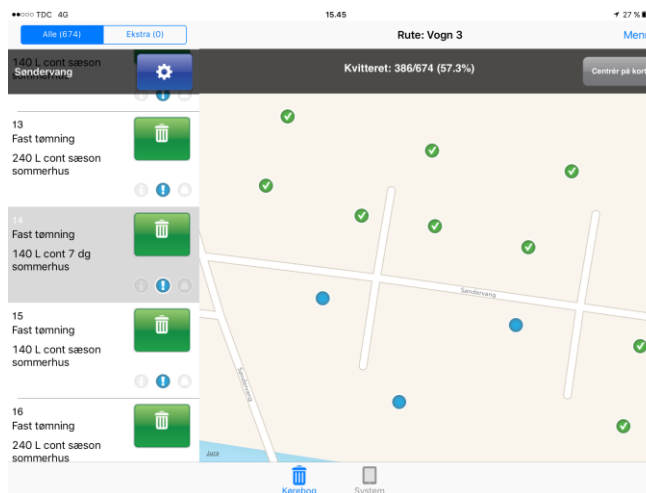 TDC 4G
15.45
27 %
Alle (674)
Ekstra (0)
Rute: Vogn 3
Menu
140 L cont sæson
sommerhus
Søndervang
Kvitteret: 386/674 (57.3%)
Centrér på kort
13
Fast tømning
240 L cont sæson
sommerhus
14
Fast tømning
140 L cont 7 dg
sommerhus
15
Fast tømning
140 L cont sæson
sommerhus
16
Fast tømning
240 L cont sæson
sommerhus
Søndervang
Søndervang
Kørebog
System